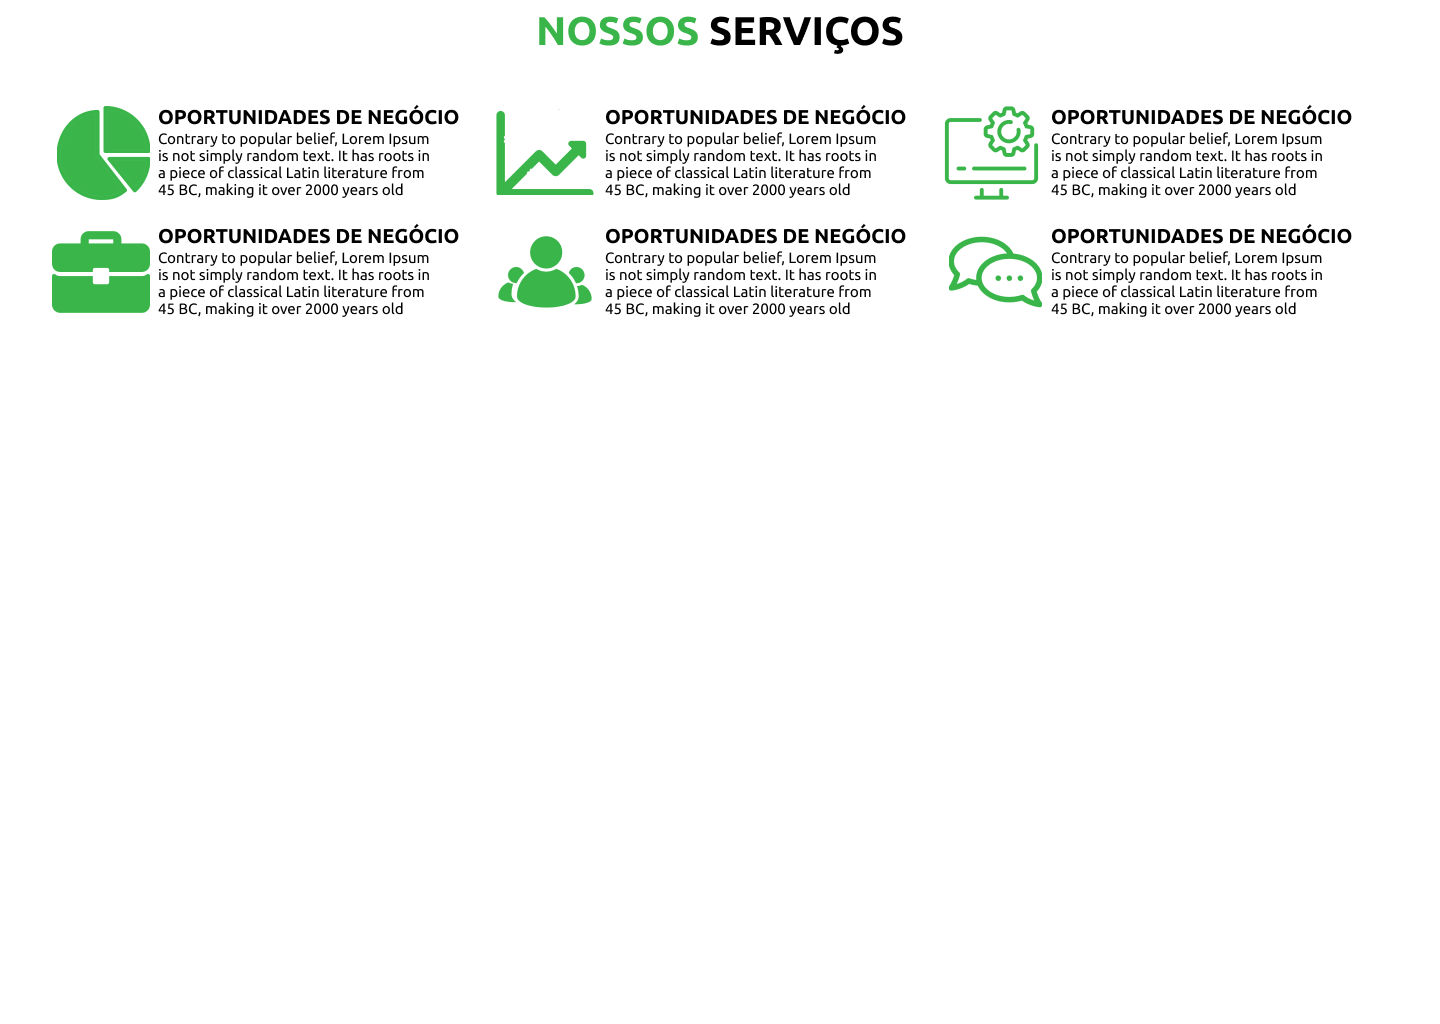 NOSSOS SERVIÇOS
OPORTUNIDADES DE NEGÓCIO
Contrary to popular belief, Lorem Ipsum
is not simply random text. It has roots in
a piece of classical Latin literature from
45 BC, making it over 2000 years old
OPORTUNIDADES DE NEGÓCIO
Contrary to popular belief, Lorem Ipsum
is not simply random text. It has roots in
a piece of classical Latin literature from
45 BC, making it over 2000 years old
OPORTUNIDADES DE NEGÓCIO
Contrary to popular belief, Lorem Ipsum
is not simply random text. It has roots in
a piece of classical Latin literature from
45 BC, making it over 2000 years old
OPORTUNIDADES DE NEGÓCIO
Contrary to popular belief, Lorem Ipsum
is not simply random text. It has roots in
a piece of classical Latin literature from
45 BC, making it over 2000 years old
OPORTUNIDADES DE NEGÓCIO
Contrary to popular belief, Lorem Ipsum
is not simply random text. It has roots in
a piece of classical Latin literature from
45 BC, making it over 2000 years old
OPORTUNIDADES DE NEGÓCIO
Contrary to popular belief, Lorem Ipsum
is not simply random text. It has roots in
a piece of classical Latin literature from
45 BC, making it over 2000 years old